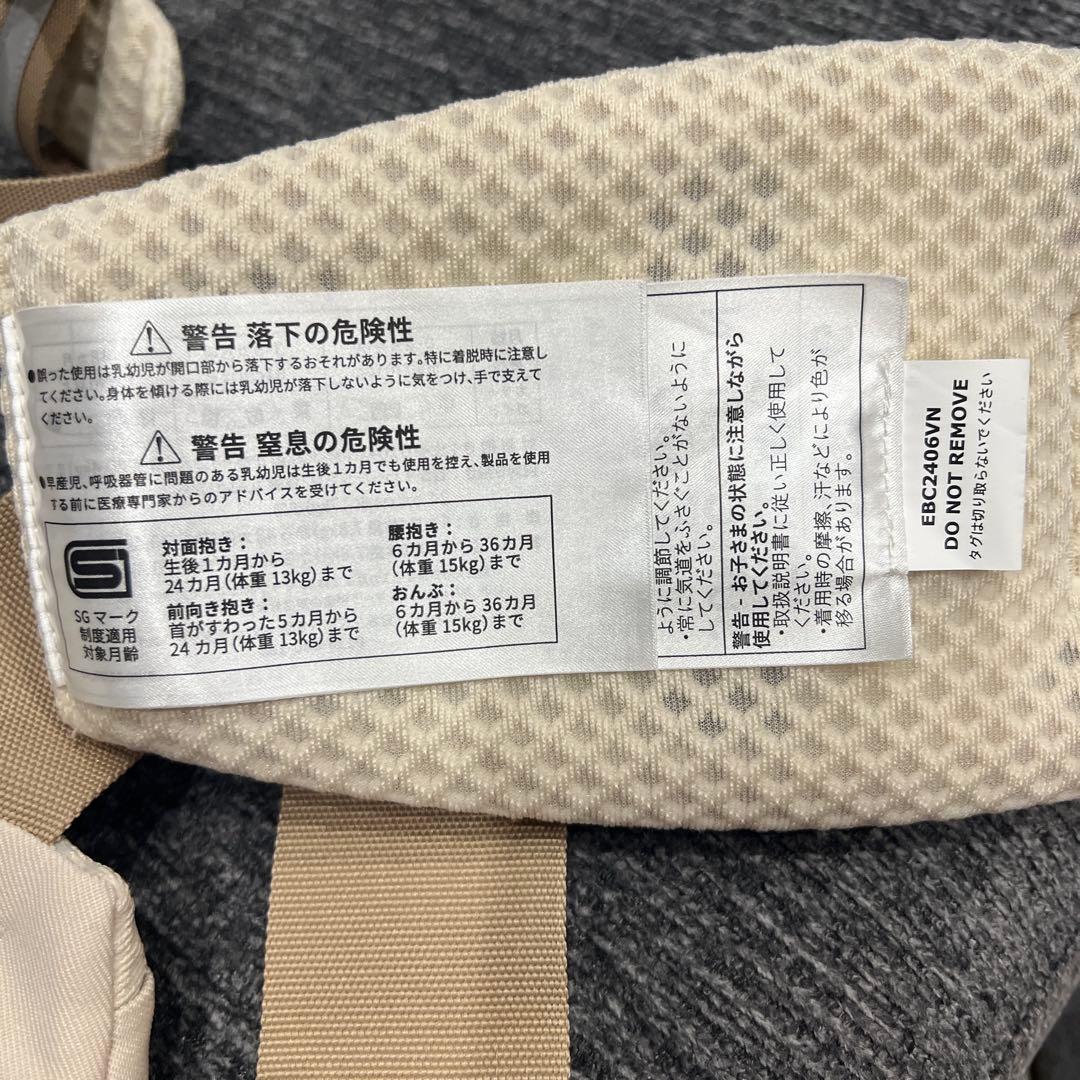 警告 落下の危険性
●誤った使用は乳幼児が開口部から落下するおそれがあります。特に着脱時に注意し
てください。身体を傾ける際には乳幼児が落下しないように気をつけ、手で支えて
ください。
警告 窒息の危険性
●早産児、呼吸器管に問題のある乳幼児は生後1カ月でも使用を控え、製品を使用
する前に医療専門家からのアドバイスを受けてください。
SGマーク
制度適用
対象月齢
対面抱き：
生後1カ月から
24カ月（体重 13kg）まで
前向き抱き：
首がすわった5カ月から
24カ月（体重 13kg）まで
腰抱き：
6カ月から 36カ月
（体重 15kg）まで
おんぶ：
6カ月から 36カ月
（体重 15kg）まで
ように調節してください。
・常に気道をふさぐことがないように
してください。
警告 - お子さまの状態に注意しながら
使用してください。
・取扱説明書に従い正しく使用して
ください。
・着用時の摩擦、汗などにより色が
移る場合があります。
EBC2406VN
DO NOT REMOVE
タグは切り取らないでください